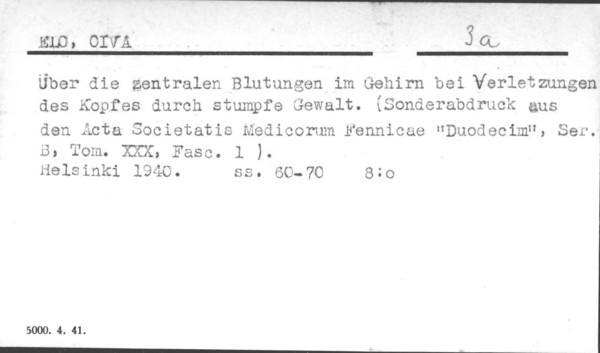 ELO, OIVA
3a
Über die zentralen Blutungen im Gehirn bei Verletzungen
des Kopfes durch stumpfe Gewalt. (Sonderabdruck aus
den Acta Societatis Medicorum Fennicae "Duodecim", Ser.
B, Tom. XXX, Fasc. 1 ).
Helsinki 1940. ss. 60-70 8:o
5000. 4. 41.